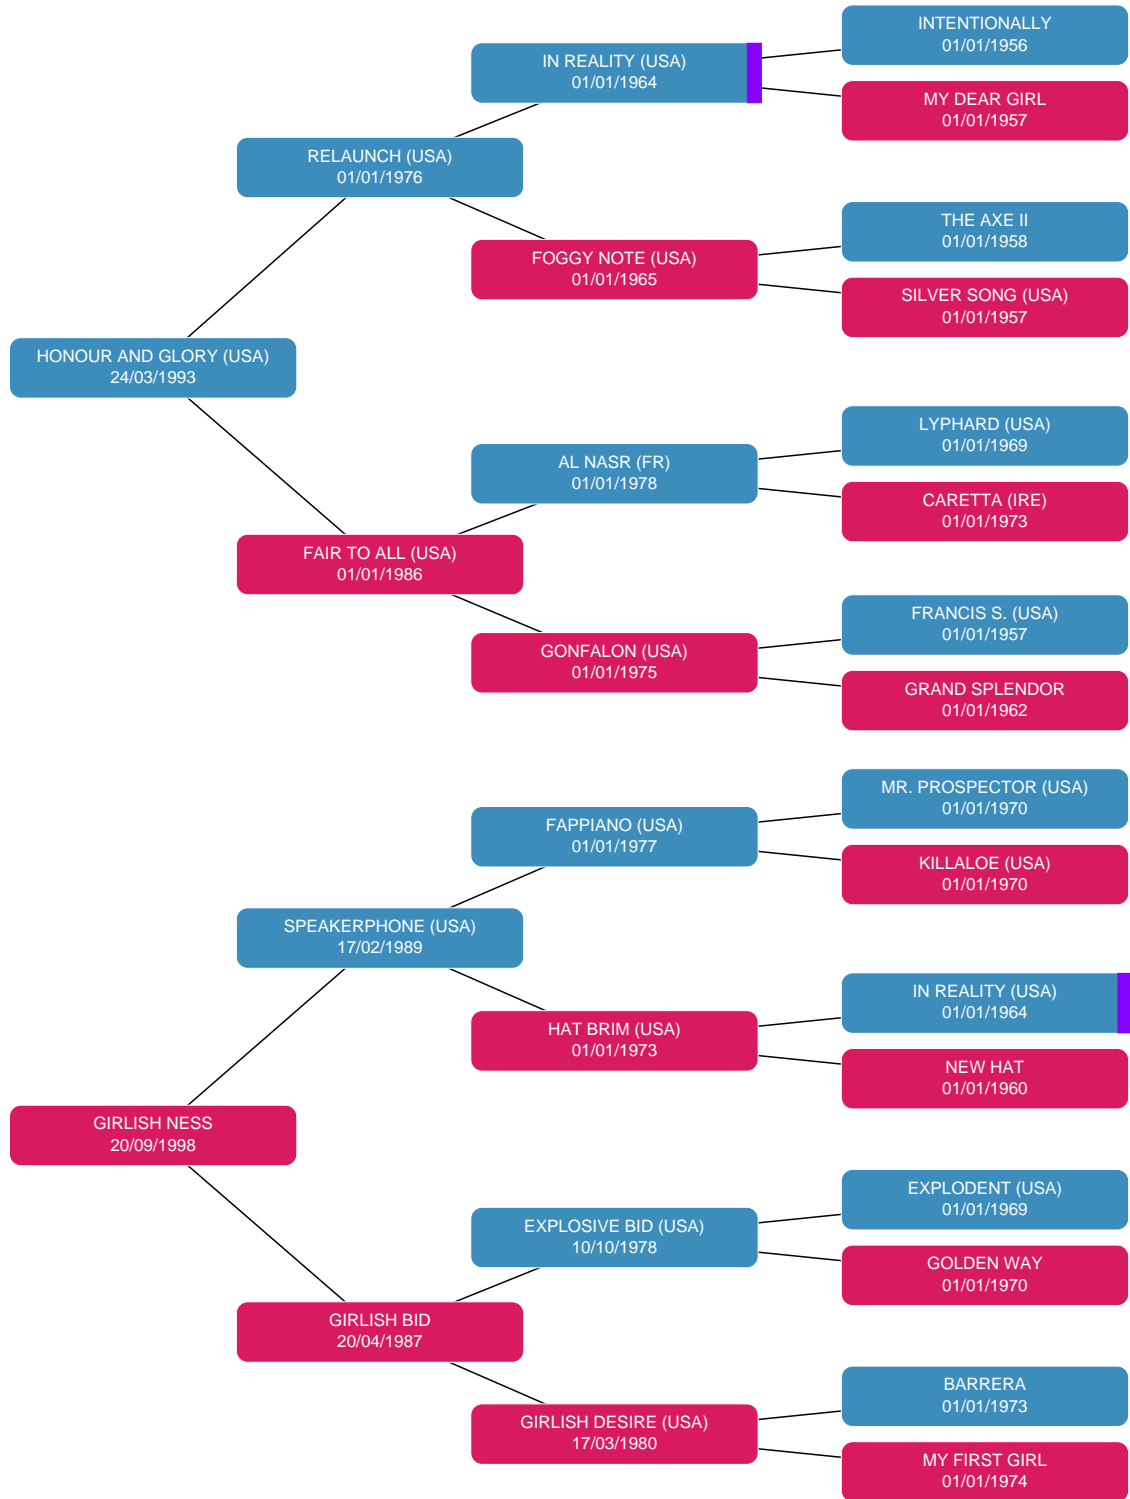 INTENTIONALLY
01/01/1956
IN REALITY (USA)
01/01/1964
MY DEAR GIRL
01/01/1957
RELAUNCH (USA)
01/01/1976
THE AXE II
01/01/1958
FOGGY NOTE (USA)
01/01/1965
SILVER SONG (USA)
01/01/1957
HONOUR AND GLORY (USA)
24/03/1993
LYPHARD (USA)
01/01/1969
AL NASR (FR)
01/01/1978
CARETTA (IRE)
01/01/1973
FAIR TO ALL (USA)
01/01/1986
FRANCIS S. (USA)
01/01/1957
GONFALON (USA)
01/01/1975
GRAND SPLENDOR
01/01/1962
MR. PROSPECTOR (USA)
01/01/1970
FAPPIANO (USA)
01/01/1977
KILLALOE (USA)
01/01/1970
SPEAKERPHONE (USA)
17/02/1989
IN REALITY (USA)
01/01/1964
HAT BRIM (USA)
01/01/1973
NEW HAT
01/01/1960
GIRLISH NESS
20/09/1998
EXPLODENT (USA)
01/01/1969
EXPLOSIVE BID (USA)
10/10/1978
GOLDEN WAY
01/01/1970
GIRLISH BID
20/04/1987
BARRERA
01/01/1973
GIRLISH DESIRE (USA)
17/03/1980
MY FIRST GIRL
01/01/1974